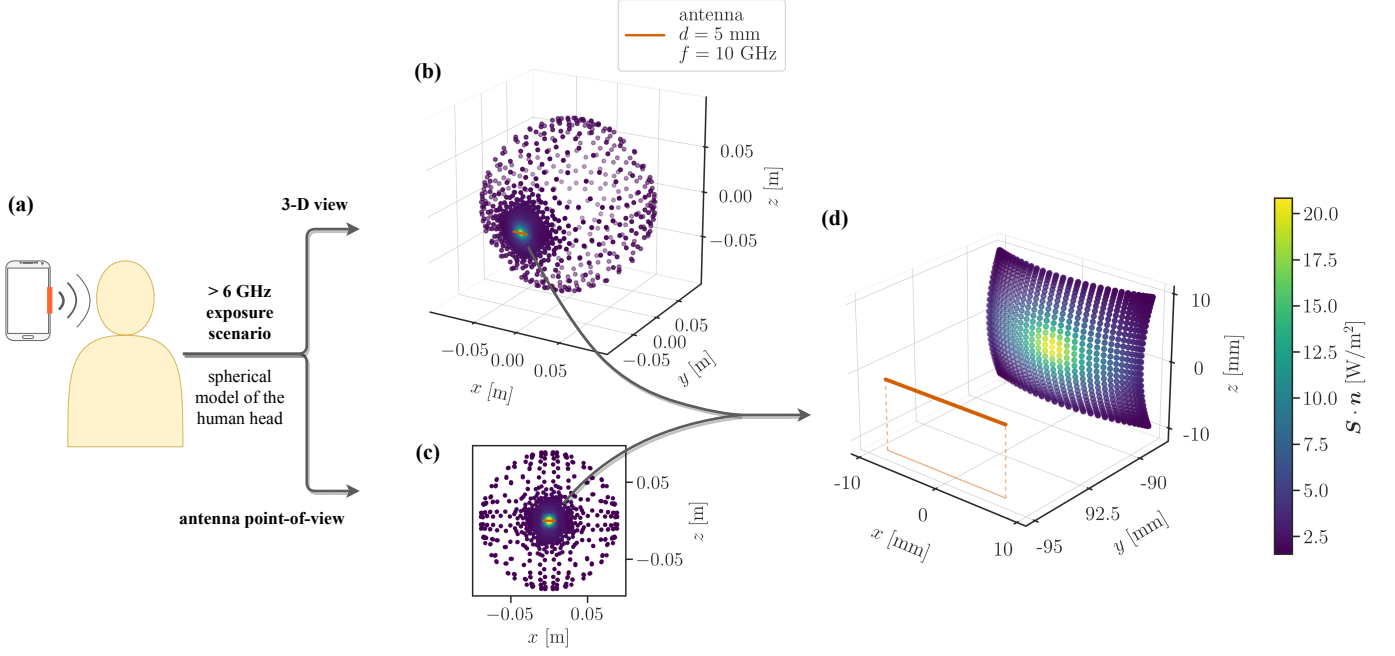 antenna
d = 5 mm
f = 10 GHz
(a)
3-D view
> 6 GHz
exposure
scenario
spherical
model of the
human head
antenna point-of-view
(b)
0.05
0.00
−0.05
z [m]
−0.05
0.00
0.05
x [m]
−0.05
0.00
0.05
y [m]
(c)
0.05
−0.05
z [m]
−0.05
0.05
x [m]
(d)
10
0
-10
z [mm]
-10
0
10
x [mm]
-95
92.5
-90
y [mm]
20.0
17.5
15.0
12.5
10.0
7.5
5.0
2.5
S · n [W/m²]